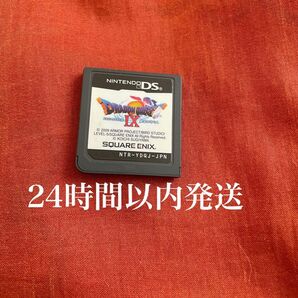 NINTENDO DS
DRAGON QUEST
IX
© 2009 ARMOR PROJECT/BIRD STUDIO/
LEVEL-5/SQUARE ENIX All Rights Reserved.
© KOICHI SUGIYAMA
SQUARE ENIX
NTR-YDQJ-JPN
24時間以内発送